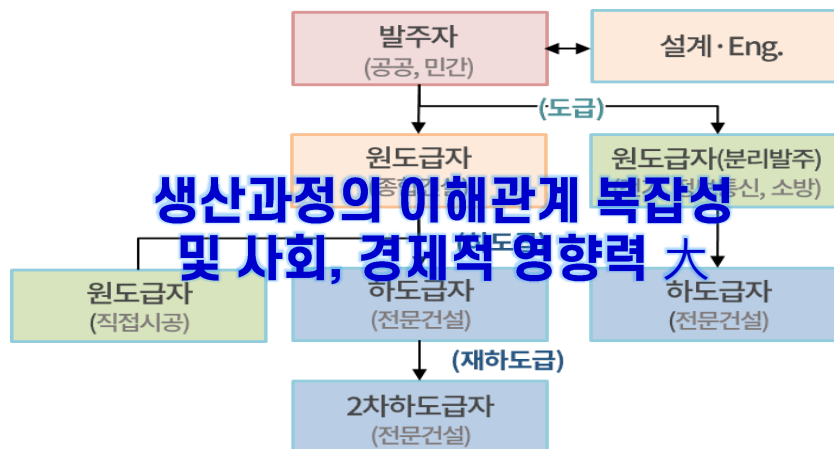 발주자
(공공, 민간)
설계·Eng.
(도급)
원도급자
원도급자(분리발주)
통신, 소방)
생산과정의 이해관계 복잡성
및 사회, 경제적 영향력 大
원도급자
(직접시공)
하도급자
(전문건설)
하도급자
(전문건설)
(재하도급)
2차하도급자
(전문건설)